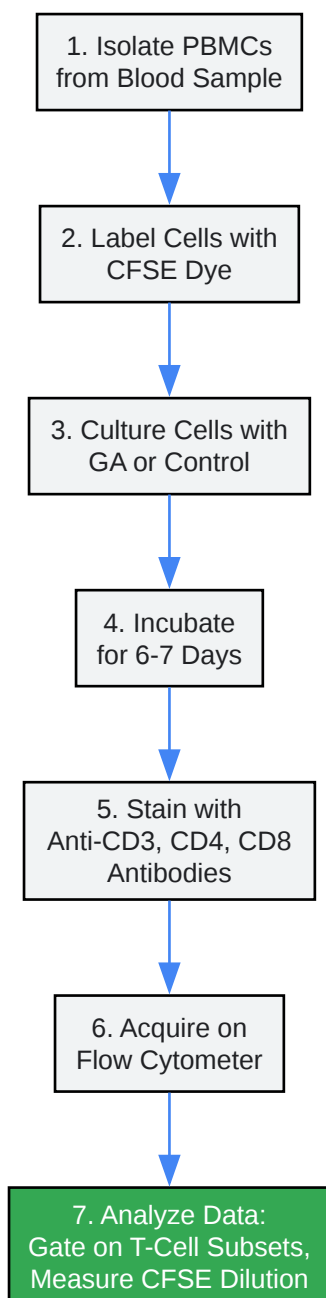 1. Isolate PBMCs
from Blood Sample
2. Label Cells with
CFSE Dye
3. Culture Cells with
GA or Control
4. Incubate
for 6-7 Days
5. Stain with
Anti-CD3, CD4, CD8
Antibodies
6. Acquire on
Flow Cytometer
7. Analyze Data:
Gate on T-Cell Subsets,
Measure CFSE Dilution